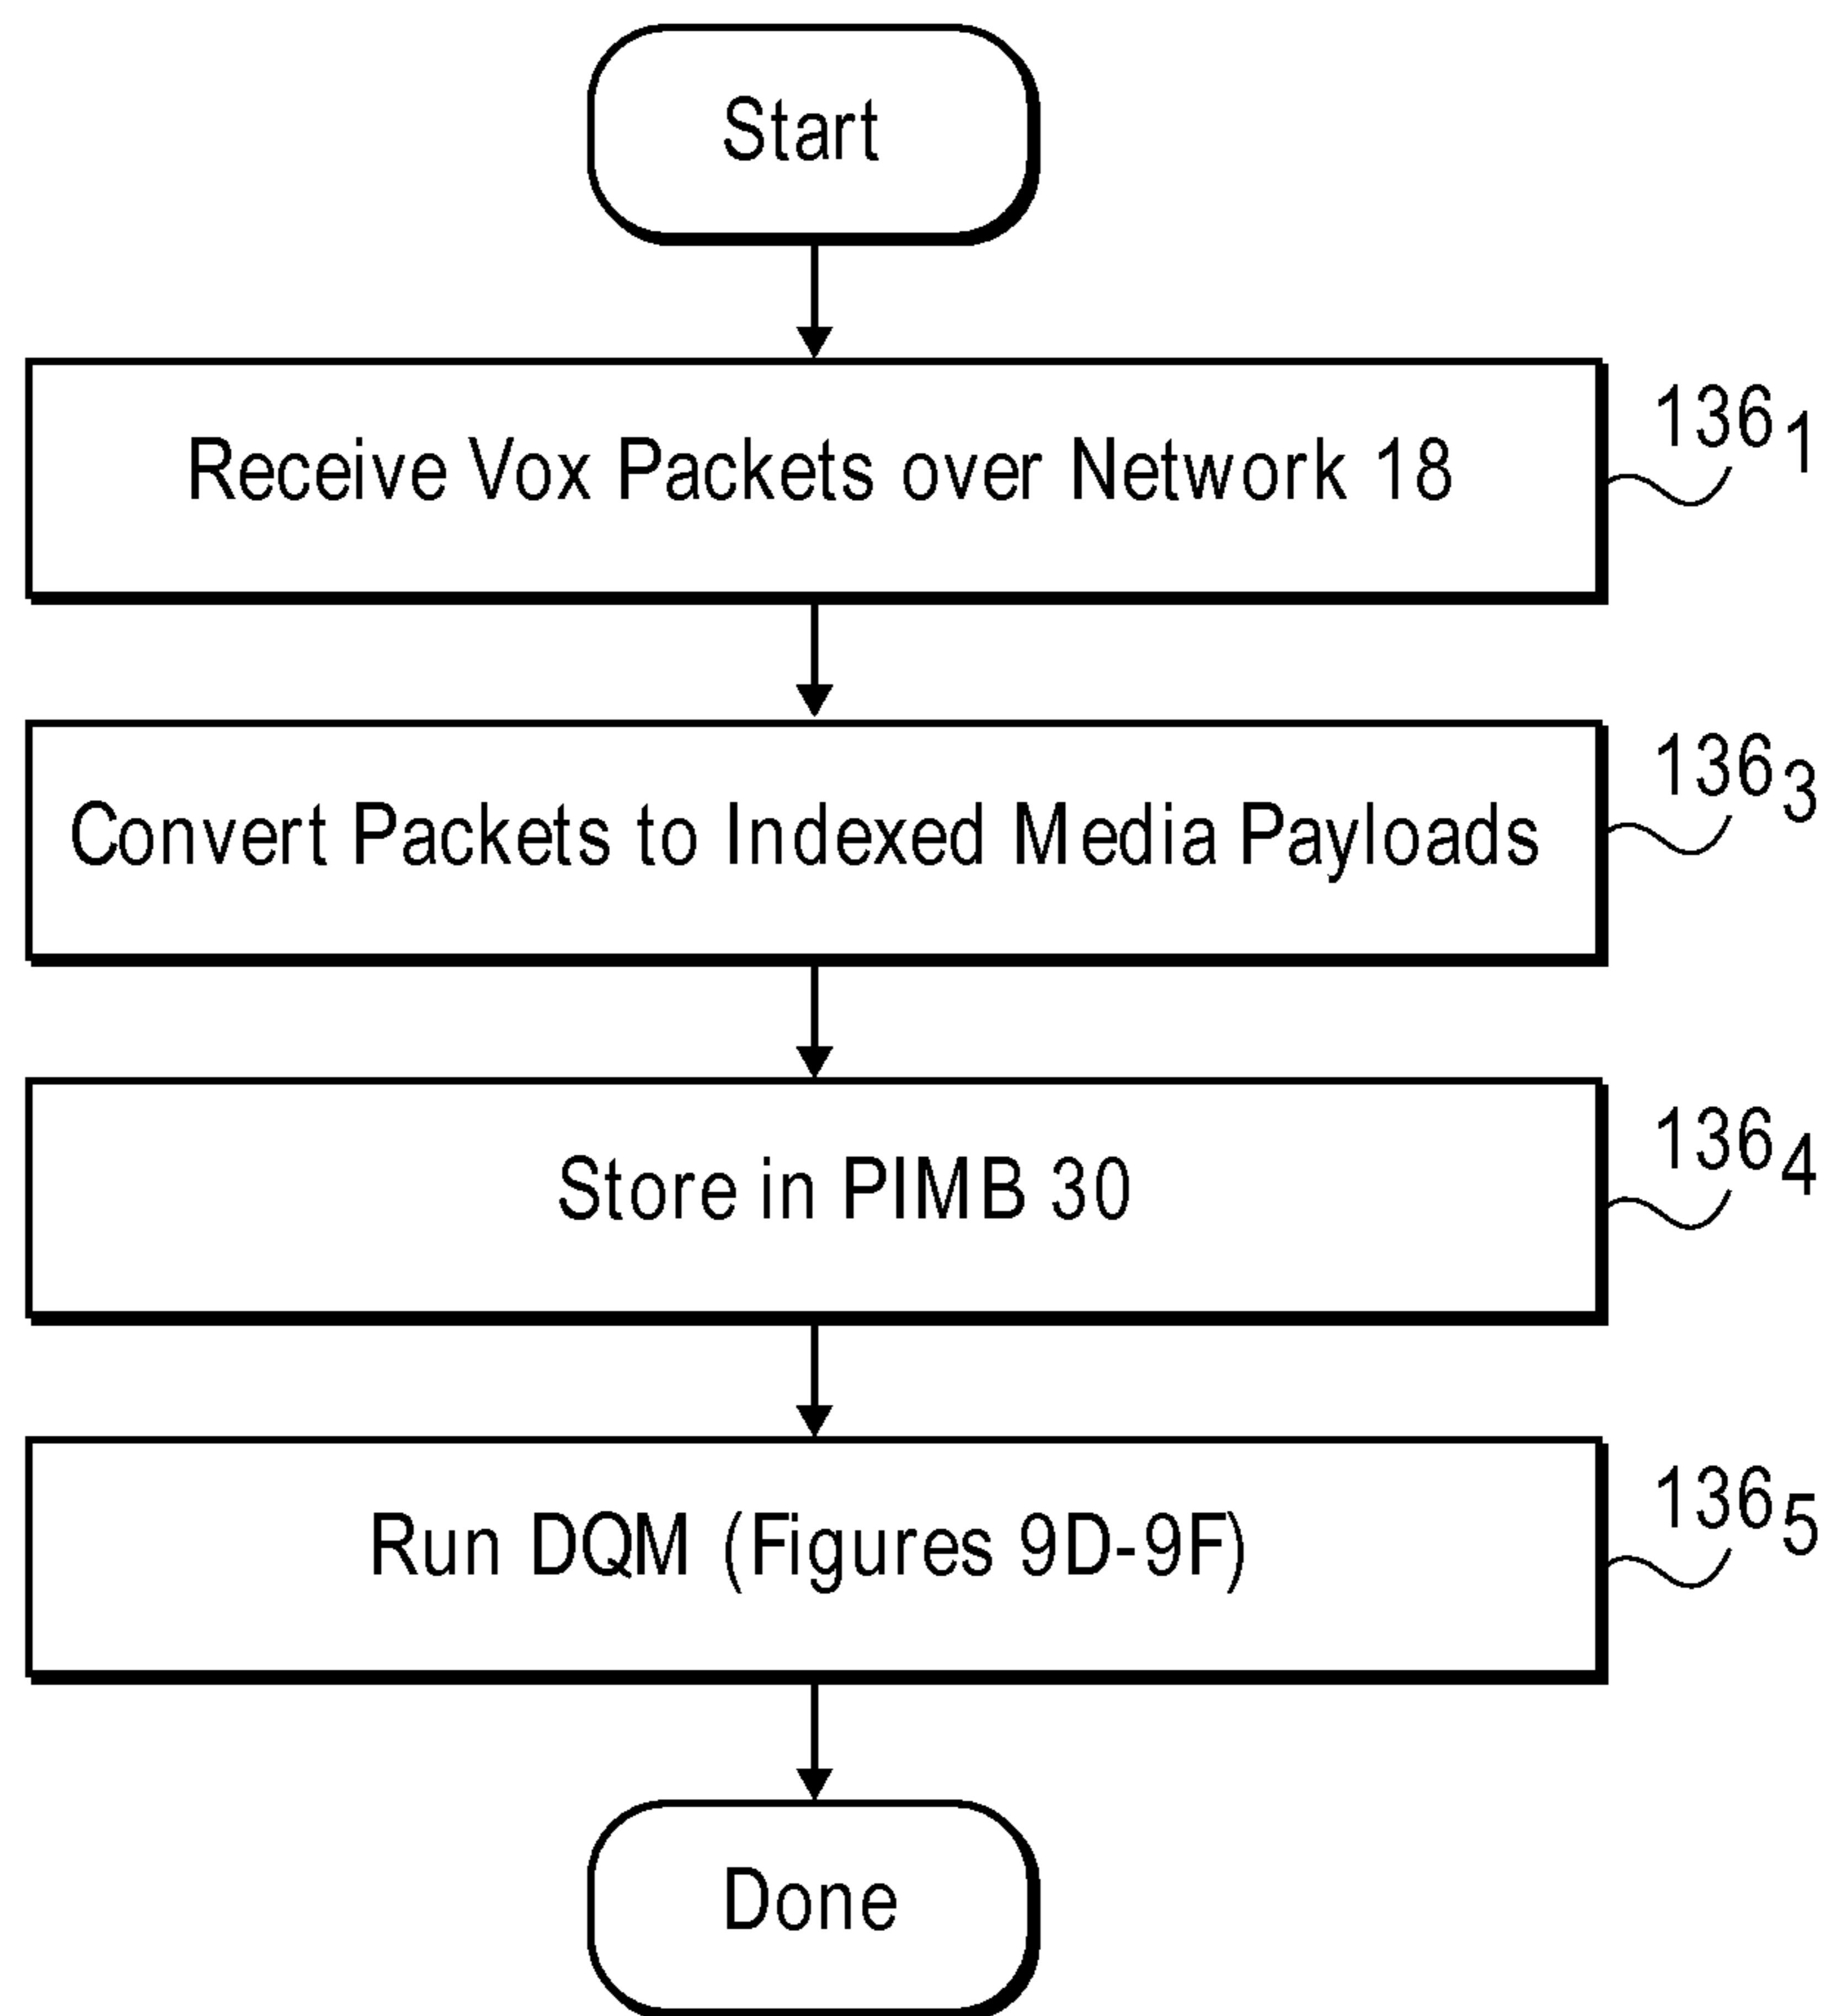 Start
Receive Vox Packets over Network 18
136₁
Convert Packets to Indexed Media Payloads
136₃
Store in PIMB 30
136₄
Run DQM (Figures 9D-9F)
136₅
Done